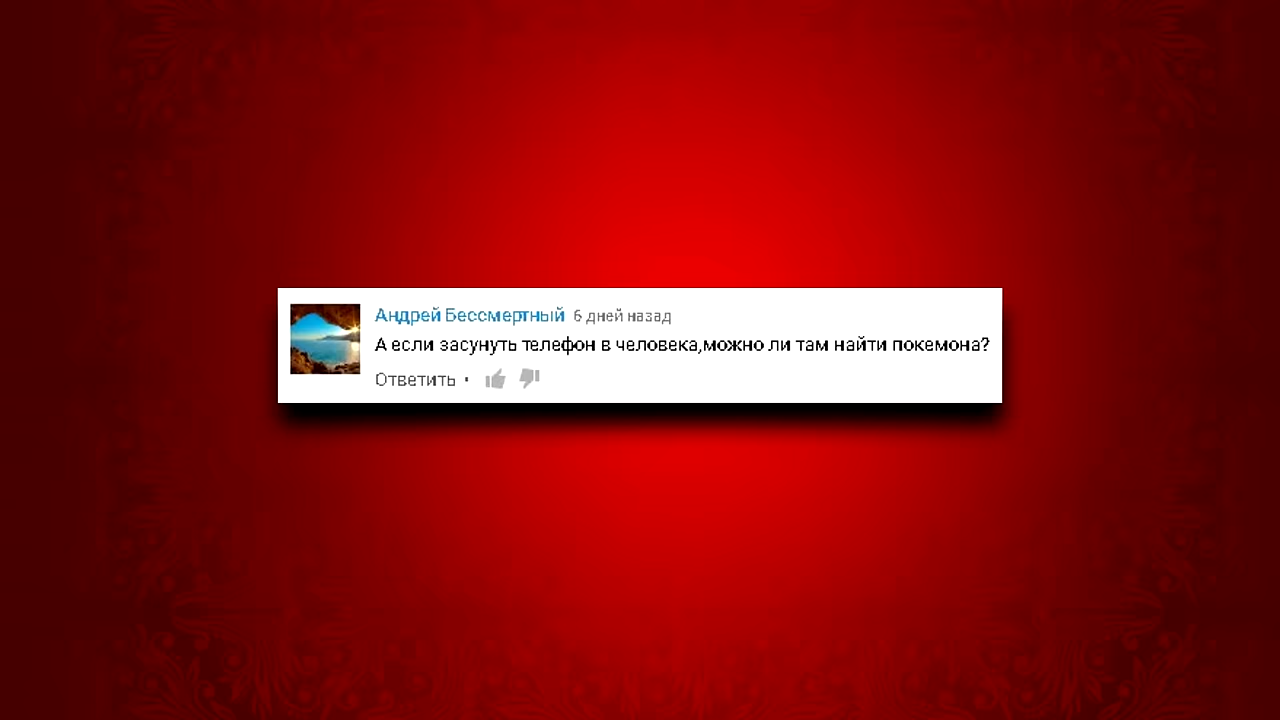 Андрей Бессмертный 6 дней назад
А если засунуть телефон в человека,можно ли там найти покемона?
Ответить •